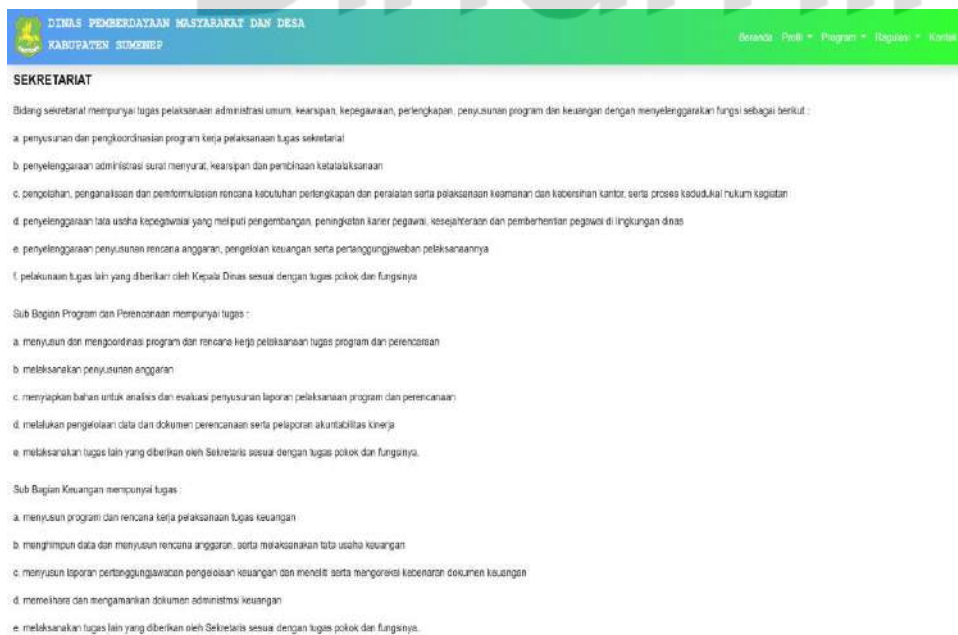 DINAS PEMBERDAYAAN MASYARAKAT DAN DESA
KABUPATEN SUMENEP
Beranda Profil Program Regulasi Kontak
SEKRETARIAT
Bidang sekretariat mempunyai tugas pelaksanaan administrasi umum, kearsipan, kepegawaian, perlengkapan, penyusunan program dan keuangan dengan menyelenggarakan fungsi sebagai berikut :
a. penyusunan dan pengkoordinasian program kerja pelaksanaan tugas sekretariat
b. penyelenggaraan administrasi surat menyurat, kearsipan dan pembinaan ketatalaksanaan
c. pengolahan, penganalisaan dan pemformulasian rencana kebutuhan perlengkapan dan peralatan serta pelaksanaan keamanan dan kebersihan kantor, serta proses kedudukal hukum kegiatan
d. penyelenggaraan tata usaha kepegawaial yang meliputi pengembangan, peningkatan karier pegawai, kesejahteraan dan pemberhentian pegawai di lingkungan dinas
e. penyelenggaraan penyusunan rencana anggaran, pengelolan keuangan serta pertanggungjawaban pelaksanaannya
f. pelakunaan tugas lain yang diberikarr oleh Kepala Dinas sesuai dengan tugas pokok dan fungsinya
Sub Bagian Program dan Perencanaan mempunyai tugas :
a. menyusun dan mengoordinasi program dan rencana kerja pelaksanaan tugas program dan perencanaan
b. melaksanakan penyusunan anggaran
c. menyiapkan bahan untuk analisis dan evaluasi penyusunan laporan pelaksanaan program dan perencanaan
d. melalukan pengelolaan data dan dokumen perencanaan serta pelaporan akuntabilitas kinerja
e. melaksanakan tugas lain yang diberikan oleh Sekretaris sesuai dengan tugas pokok dan fungsinya.
Sub Bagian Keuangan mempunyai tugas :
a. menyusun program dan rencana kerja pelaksanaan tugas keuangan
b. menghimpun data dan menyusun rencana anggaran, serta melaksanakan tata usaha keuangan
c. menyusun laporan pertanggungjawaban pengelolaan keuangan dan meneliti serta mengoreksi kebenaran dokumen keuangan
d. memelihara dan mengamankan dokumen administmsi keuangan
e. melaksanakan tugas lain yang diberikan oleh Sekretaris sesuai dengan tugas pokok dan fungsinya.